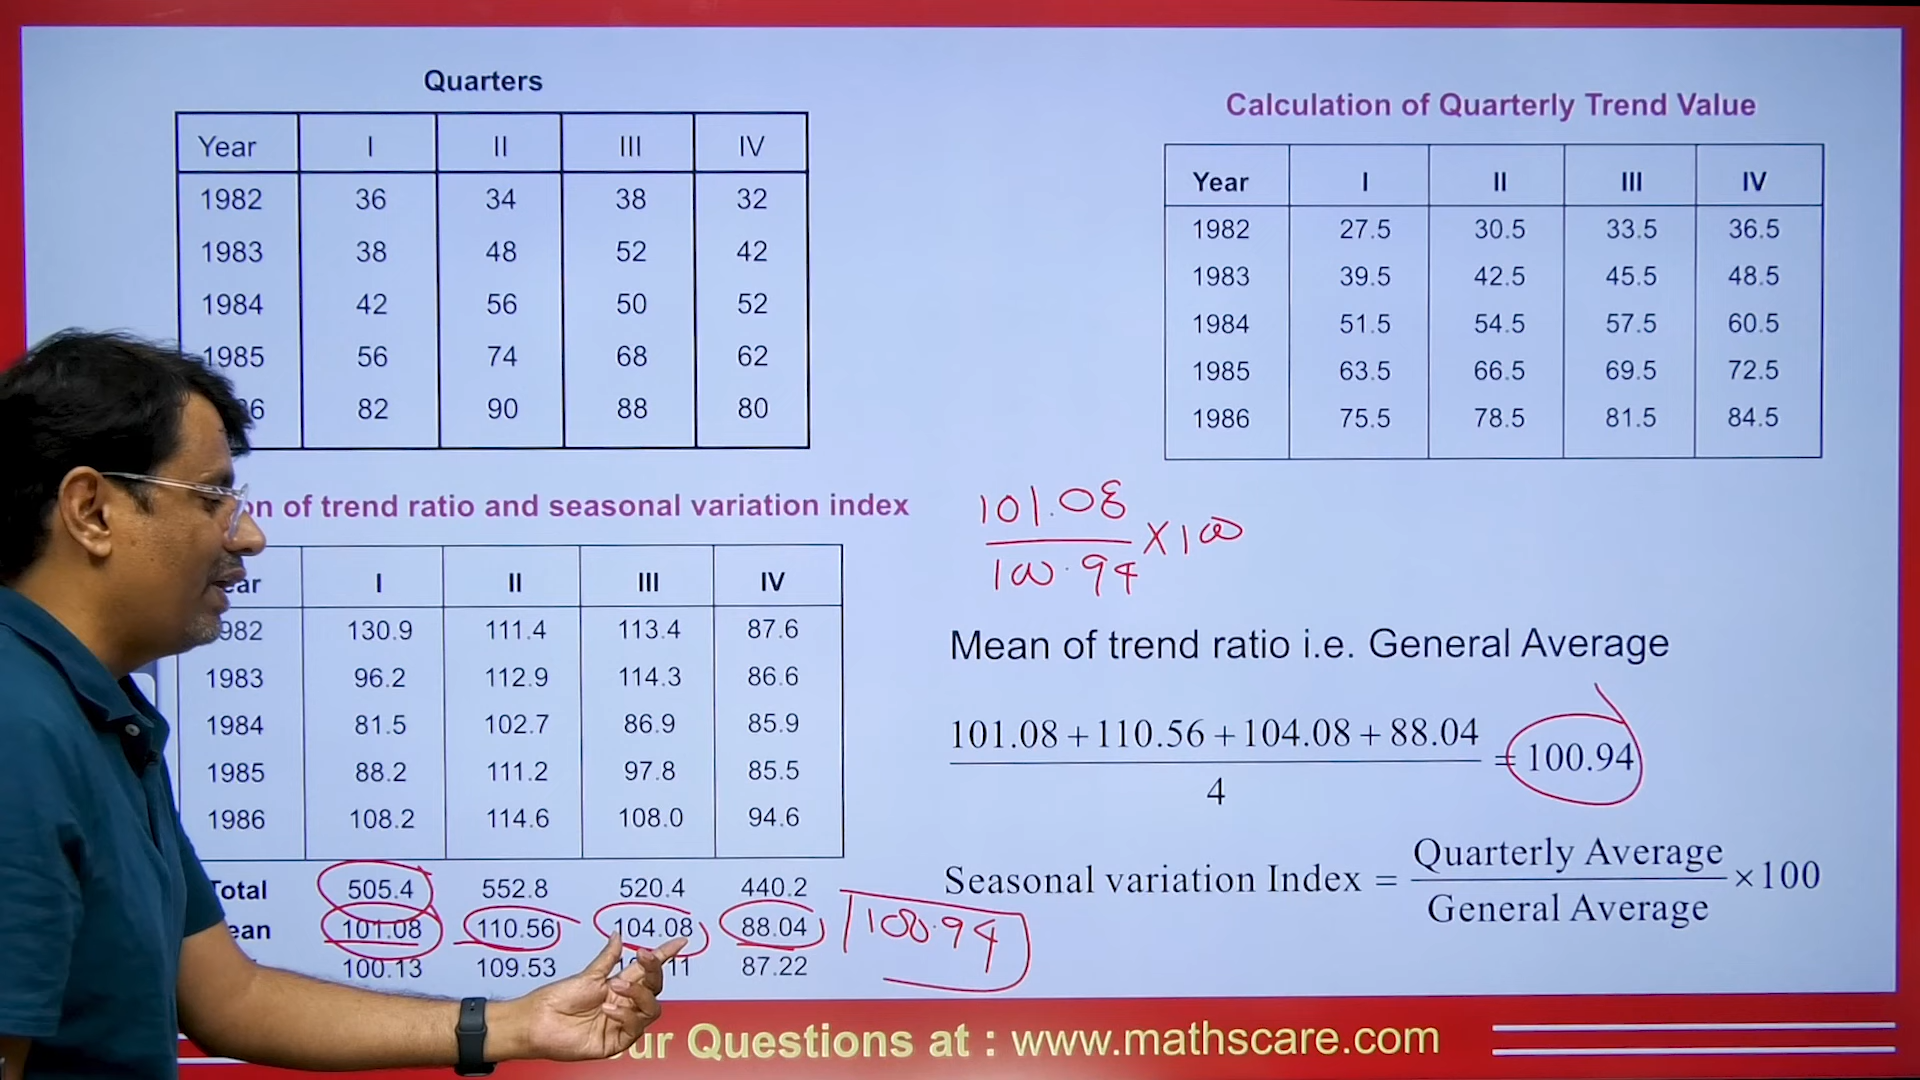 Quarters
Year I II III IV
1982 36 34 38 32
1983 38 48 52 42
1984 42 56 50 52
1985 56 74 68 62
6 82 90 88 80
Calculation of Quarterly Trend Value
Year I II III IV
1982 27.5 30.5 33.5 36.5
1983 39.5 42.5 45.5 48.5
1984 51.5 54.5 57.5 60.5
1985 63.5 66.5 69.5 72.5
1986 75.5 78.5 81.5 84.5
on of trend ratio and seasonal variation index
ear I II III IV
982 130.9 111.4 113.4 87.6
1983 96.2 112.9 114.3 86.6
1984 81.5 102.7 86.9 85.9
1985 88.2 111.2 97.8 85.5
1986 108.2 114.6 108.0 94.6
Total 505.4 552.8 520.4 440.2
ean 101.08 110.56 104.08 88.04
100.13 109.53 11 87.22
100.94
101.08
100.94
×100
Mean of trend ratio i.e. General Average
101.08 + 110.56 + 104.08 + 88.04
4
= 100.94
Seasonal variation Index =
Quarterly Average
General Average
×100
ur Questions at : www.mathscare.com